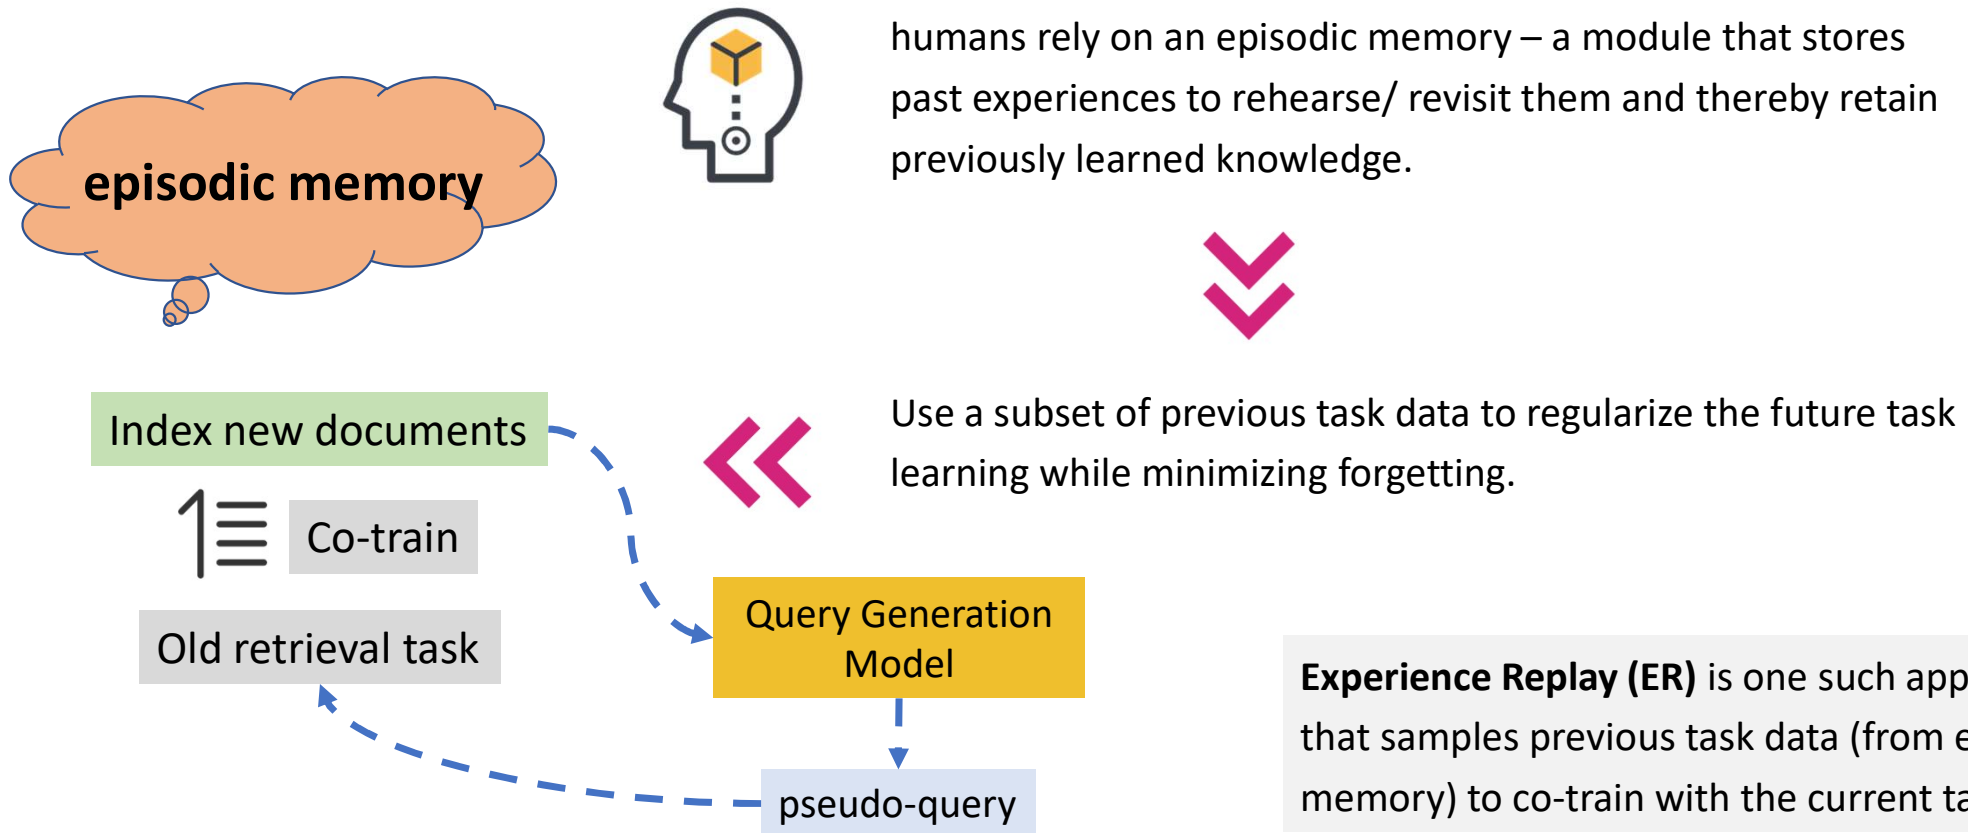 humans rely on an episodic memory – a module that stores
past experiences to rehearse/ revisit them and thereby retain
previously learned knowledge.
episodic memory
Use a subset of previous task data to regularize the future task
learning while minimizing forgetting.
Index new documents
Co-train
Old retrieval task
Query Generation
Model
pseudo-query
Experience Replay (ER) is one such app
that samples previous task data (from e
memory) to co-train with the current ta